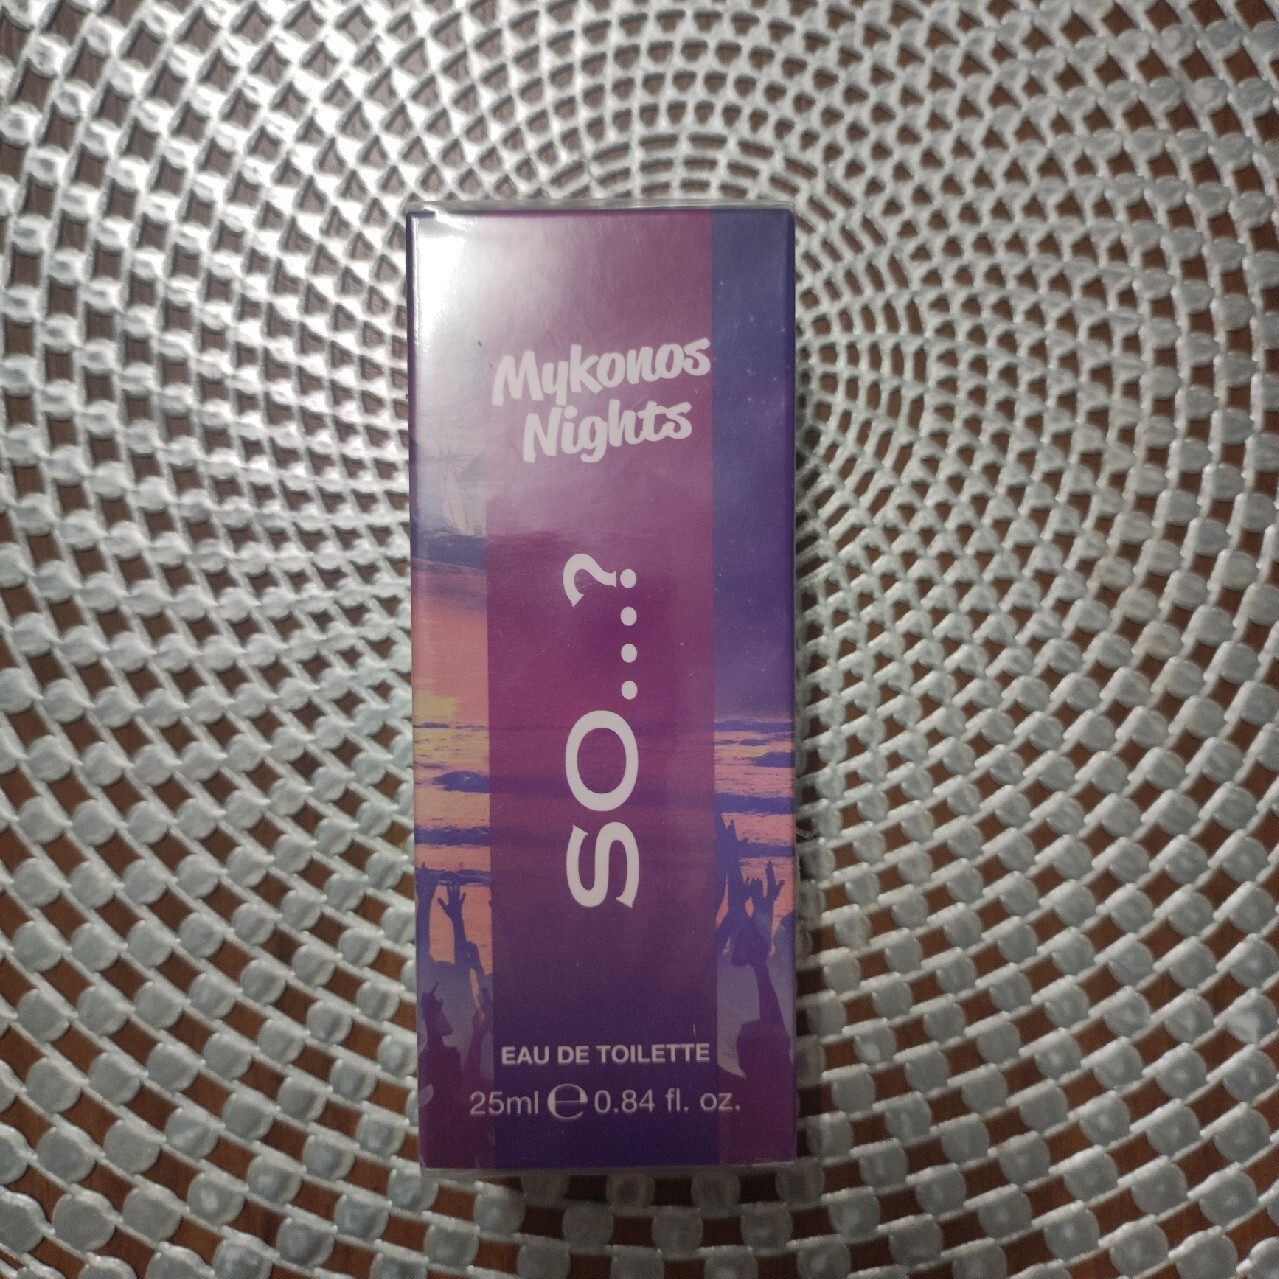 Mykonos
Nights
SO...?
EAU DE TOILETTE
25ml ℮ 0.84 fl. oz.